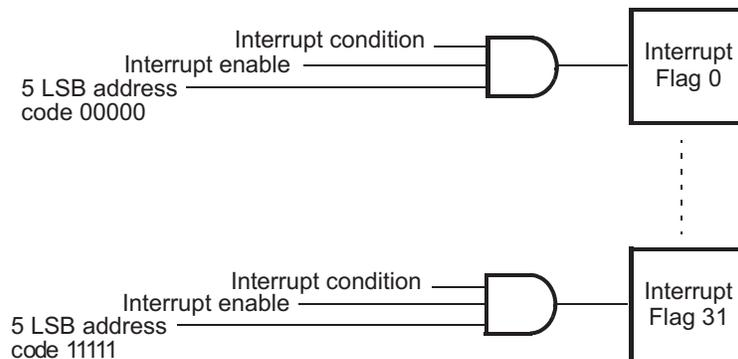 Interrupt condition
Interrupt enable
5 LSB address
code 00000
Interrupt
Flag 0
Interrupt condition
Interrupt enable
5 LSB address
code 11111
Interrupt
Flag 31